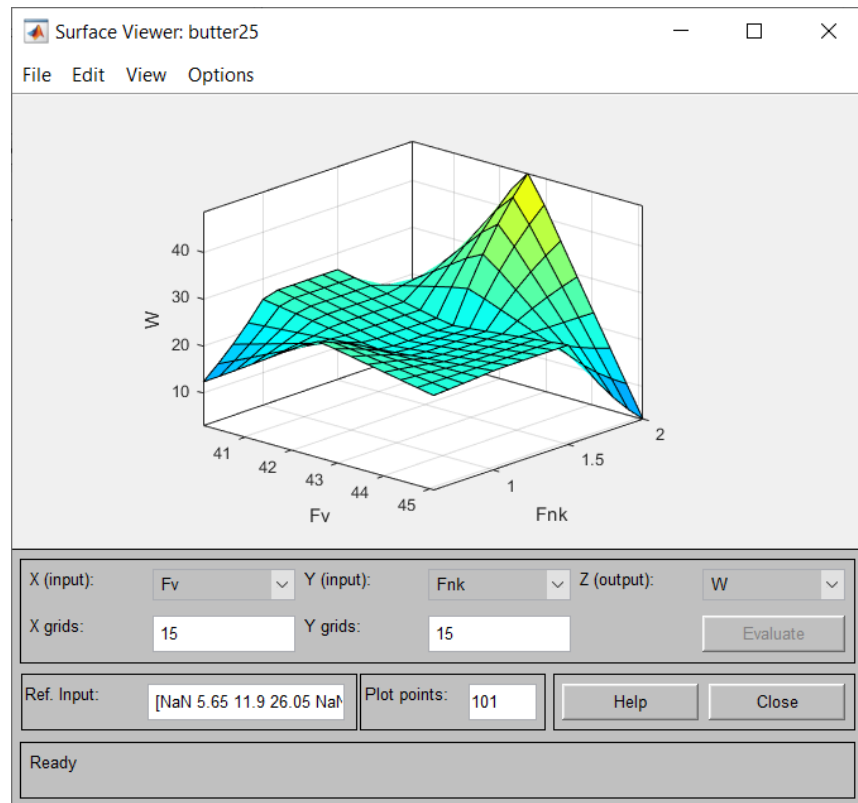 Surface Viewer: butter25
File Edit View Options
40
30
20
10
W
41
42
43
44
45
Fv
1
1.5
2
Fnk
X (input): Fv Y (input): Fnk Z (output): W
X grids: 15 Y grids: 15 Evaluate
Ref. Input: [NaN 5.65 11.9 26.05 NaN Plot points: 101 Help Close
Ready